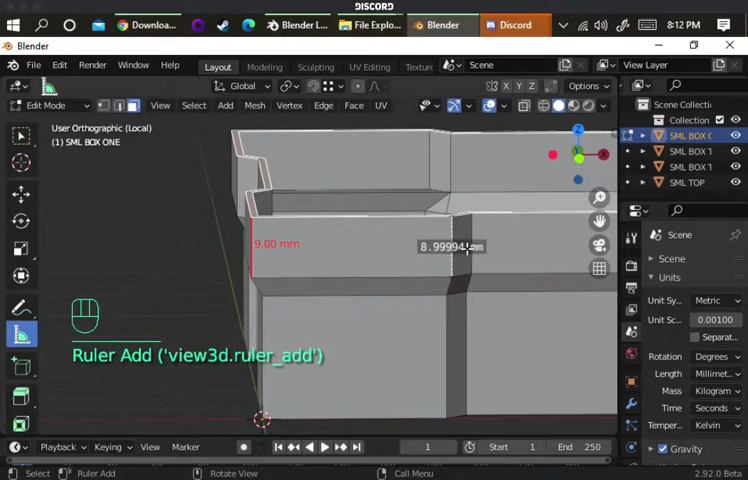 DISCORD
Downloa...
Blender L...
File Explo...
Blender
Discord
8:12 PM
Blender
File
Edit
Render
Window
Help
Layout
Modeling
Sculpting
UV Editing
Textur
Scene
View Layer
Global
X Y Z
Options
Edit Mode
View
Select
Add
Mesh
Vertex
Edge
Face
UV
Scene Collecti
Collection
SML BOX O
SML BOX T
SML BOX T
SML TOP
User Orthographic (Local)
(1) SML BOX ONE
Z
X
9.00 mm
8.99994 mm
Ruler Add ('view3d.ruler_add')
Scene
Scene
Units
Unit Sy... Metric
Unit Sc... 0.00100
Separat...
Rotation Degrees
Length Millimet...
Mass Kilogram
Time Seconds
Temper... Kelvin
Gravity
Playback
Keying
View
Marker
1
Start 1
End 250
Select
Ruler Add
Rotate View
Call Menu
2.92.0 Beta